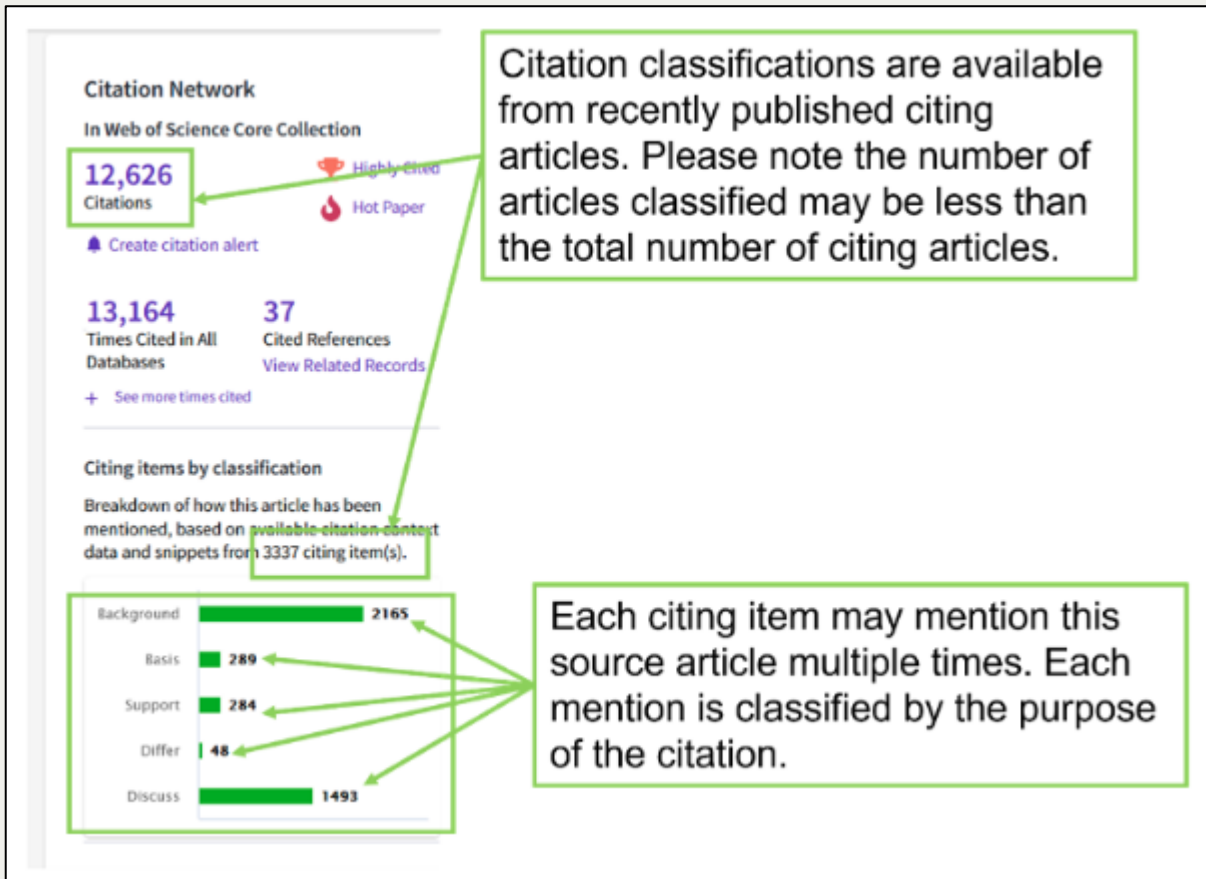 Citation Network
In Web of Science Core Collection
12,626
Citations
Highly Cited
Hot Paper
Create citation alert
13,164
Times Cited in All
Databases
37
Cited References
View Related Records
+ See more times cited
Citing items by classification
Breakdown of how this article has been
mentioned, based on available citation context
data and snippets from 3337 citing item(s).
Background 2165
Basis 289
Support 284
Differ 48
Discuss 1493
Citation classifications are available
from recently published citing
articles. Please note the number of
articles classified may be less than
the total number of citing articles.
Each citing item may mention this
source article multiple times. Each
mention is classified by the purpose
of the citation.